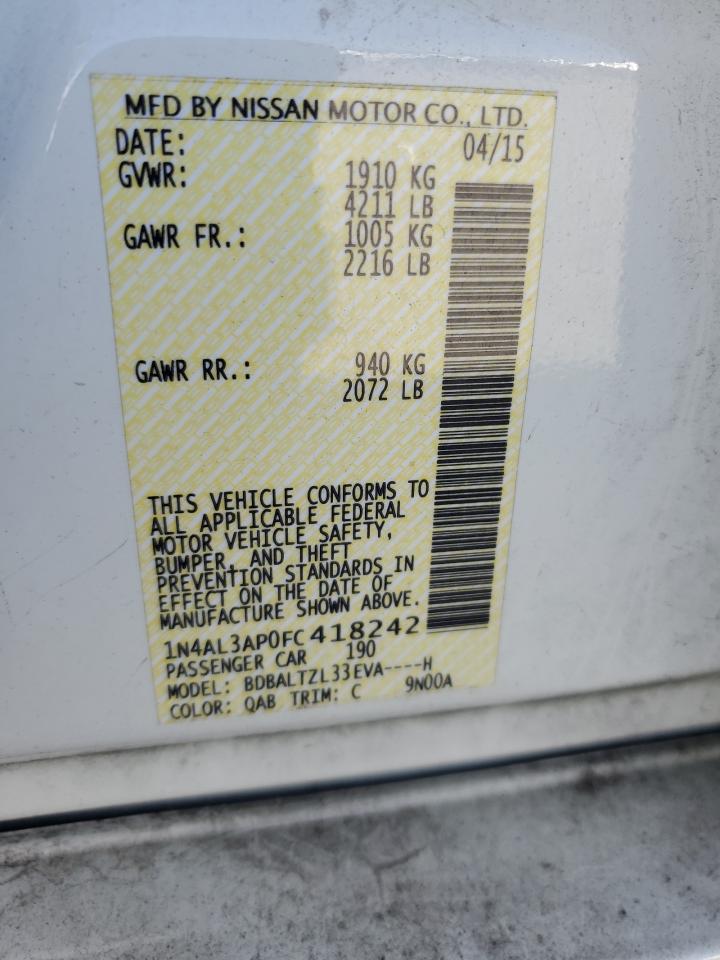 MFD BY NISSAN MOTOR CO., LTD.
DATE: 04/15
GVWR: 1910 KG
4211 LB
GAWR FR.: 1005 KG
2216 LB
GAWR RR.: 940 KG
2072 LB
THIS VEHICLE CONFORMS TO
ALL APPLICABLE FEDERAL
MOTOR VEHICLE SAFETY,
BUMPER, AND THEFT
PREVENTION STANDARDS IN
EFFECT ON THE DATE OF
MANUFACTURE SHOWN ABOVE.
1N4AL3AP0FC418242
PASSENGER CAR 190
MODEL: BDBALTZL33EVA----H
COLOR: QAB TRIM: C 9N00A